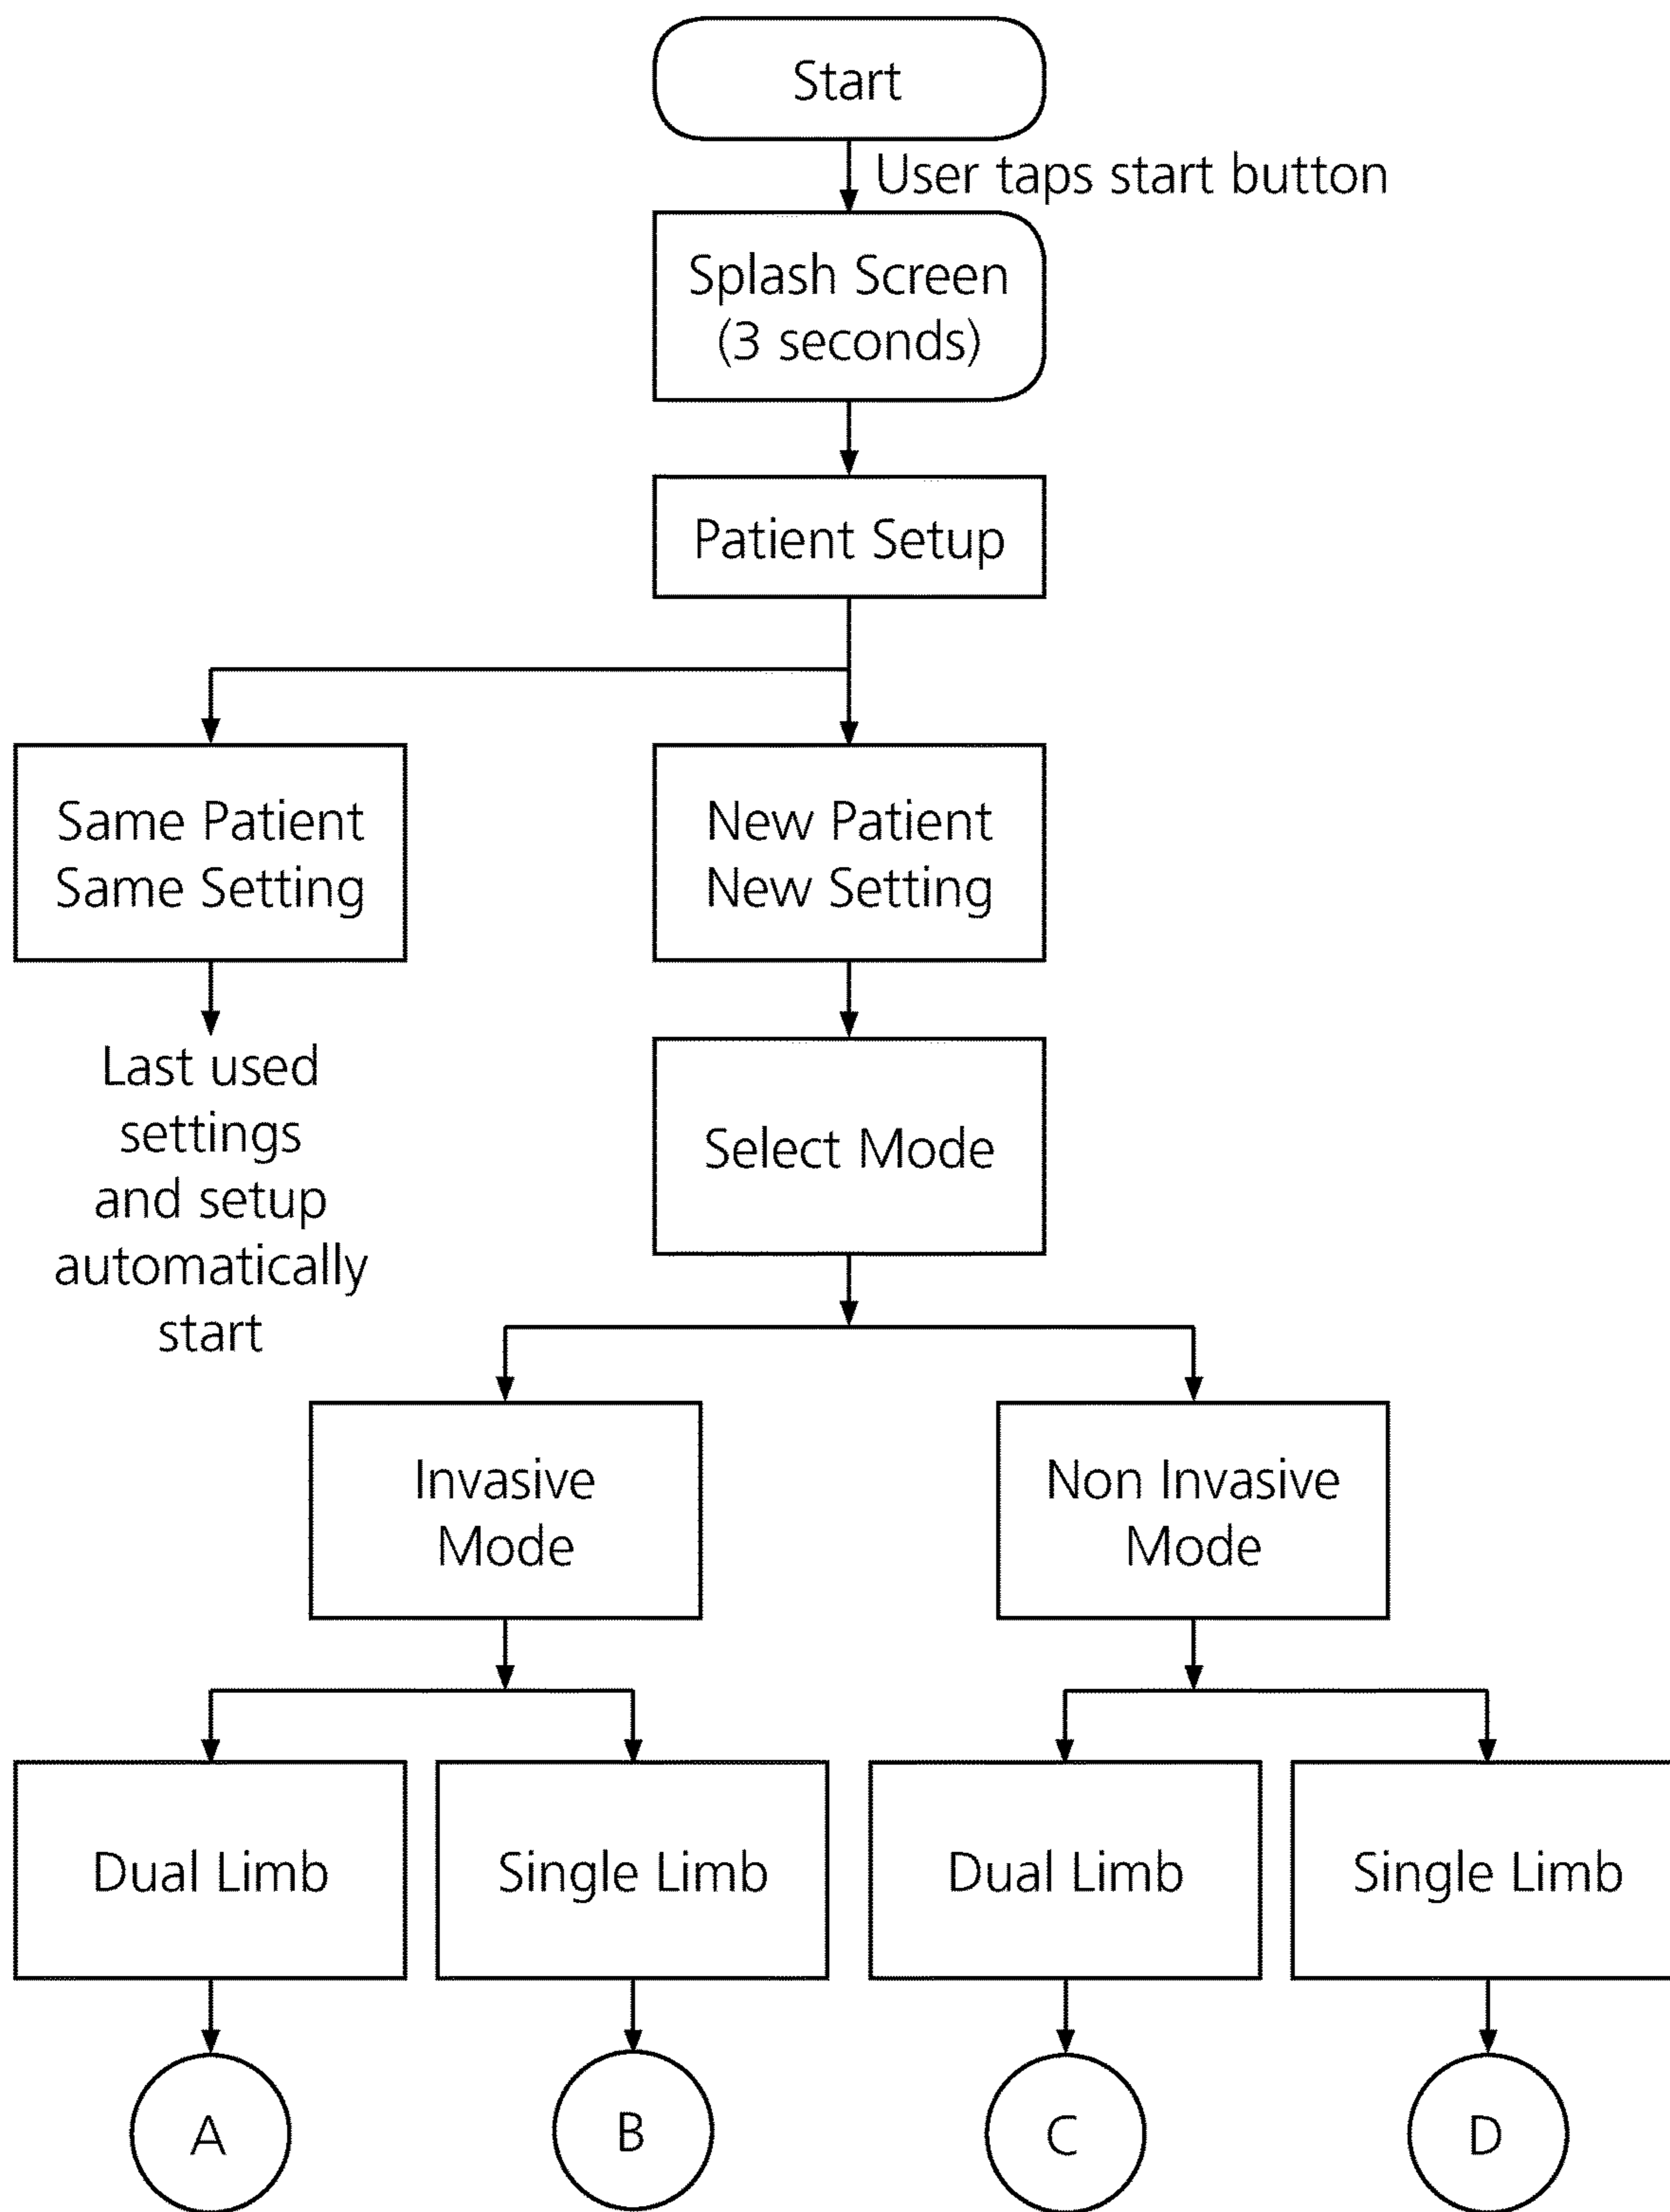 Start
User taps start button
Splash Screen
(3 seconds)
Patient Setup
Same Patient
Same Setting
New Patient
New Setting
Last used
settings
and setup
automatically
start
Select Mode
Invasive
Mode
Non Invasive
Mode
Dual Limb
Single Limb
Dual Limb
Single Limb
A
B
C
D